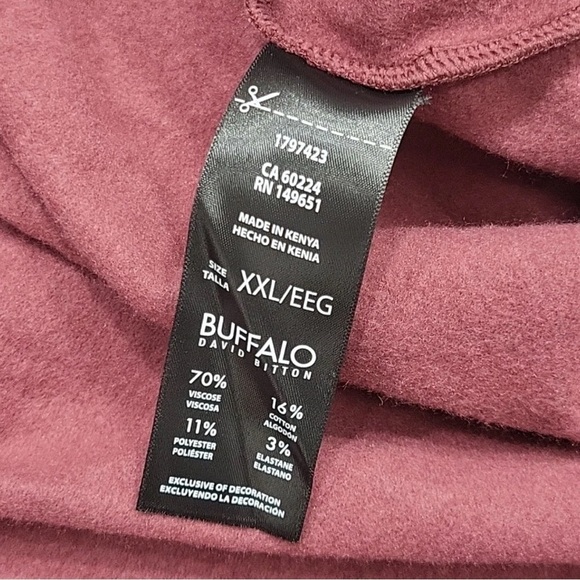 1797423
CA 60224
RN 149651
MADE IN KENYA
HECHO EN KENIA
SIZE
TALLA
XXL/EEG
BUFFALO
DAVID BITTON
70%
VISCOSE
VISCOSA
16%
COTTON
ALGODÓN
11%
POLYESTER
POLIÉSTER
3%
ELASTANE
ELASTANO
EXCLUSIVE OF DECORATION
EXCLUYENDO LA DECORACIÓN